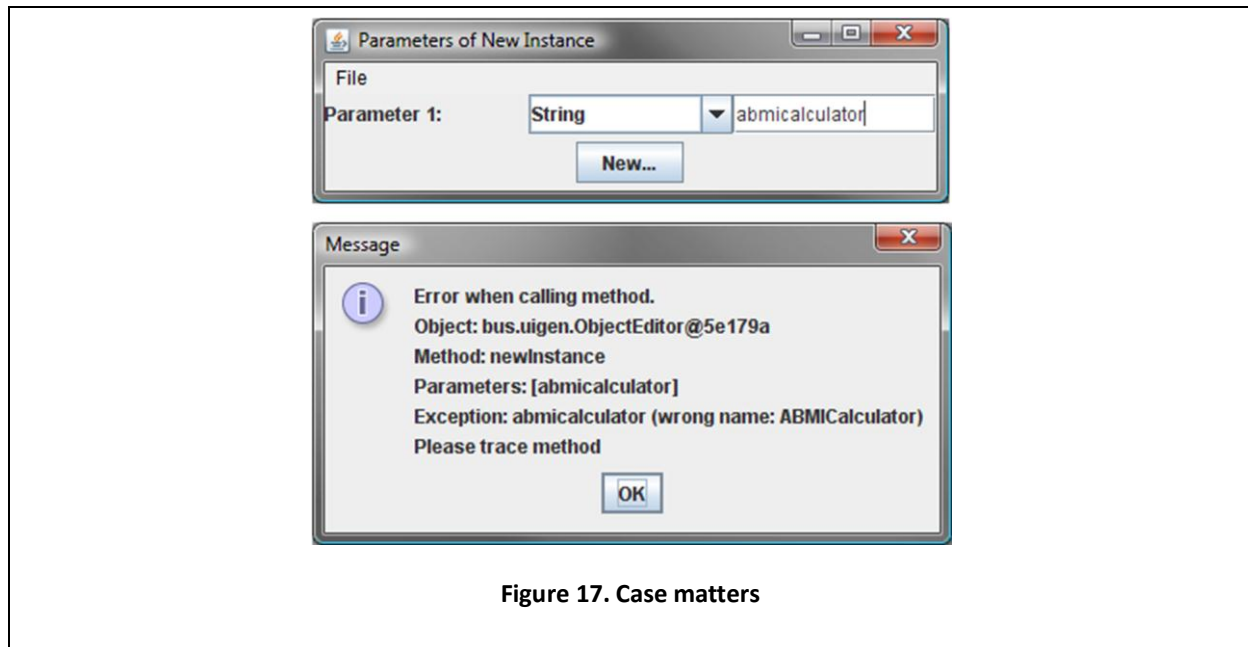 Parameters of New Instance
File
Parameter 1: String abmicalculator
New...
Message
Error when calling method.
Object: bus.uigen.ObjectEditor@5e179a
Method: newInstance
Parameters: [abmicalculator]
Exception: abmicalculator (wrong name: ABMICalculator)
Please trace method
OK
Figure 17. Case matters